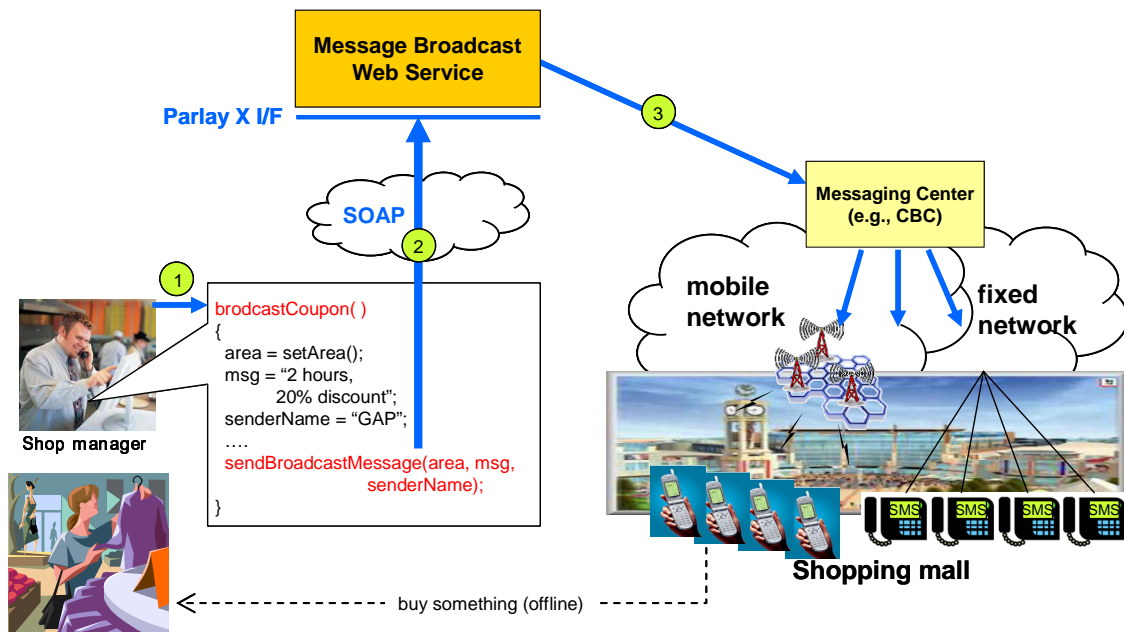 Message Broadcast
Web Service
Parlay X I/F
3
SOAP
2
Messaging Center
(e.g., CBC)
mobile
network
fixed
network
1
brodcastCoupon( )
{
area = setArea();
msg = “2 hours,
20% discount”;
senderName = “GAP”;
….
sendBroadcastMessage(area, msg,
senderName);
}
Shop manager
SMS SMS SMS SMS
Shopping mall
buy something (offline)